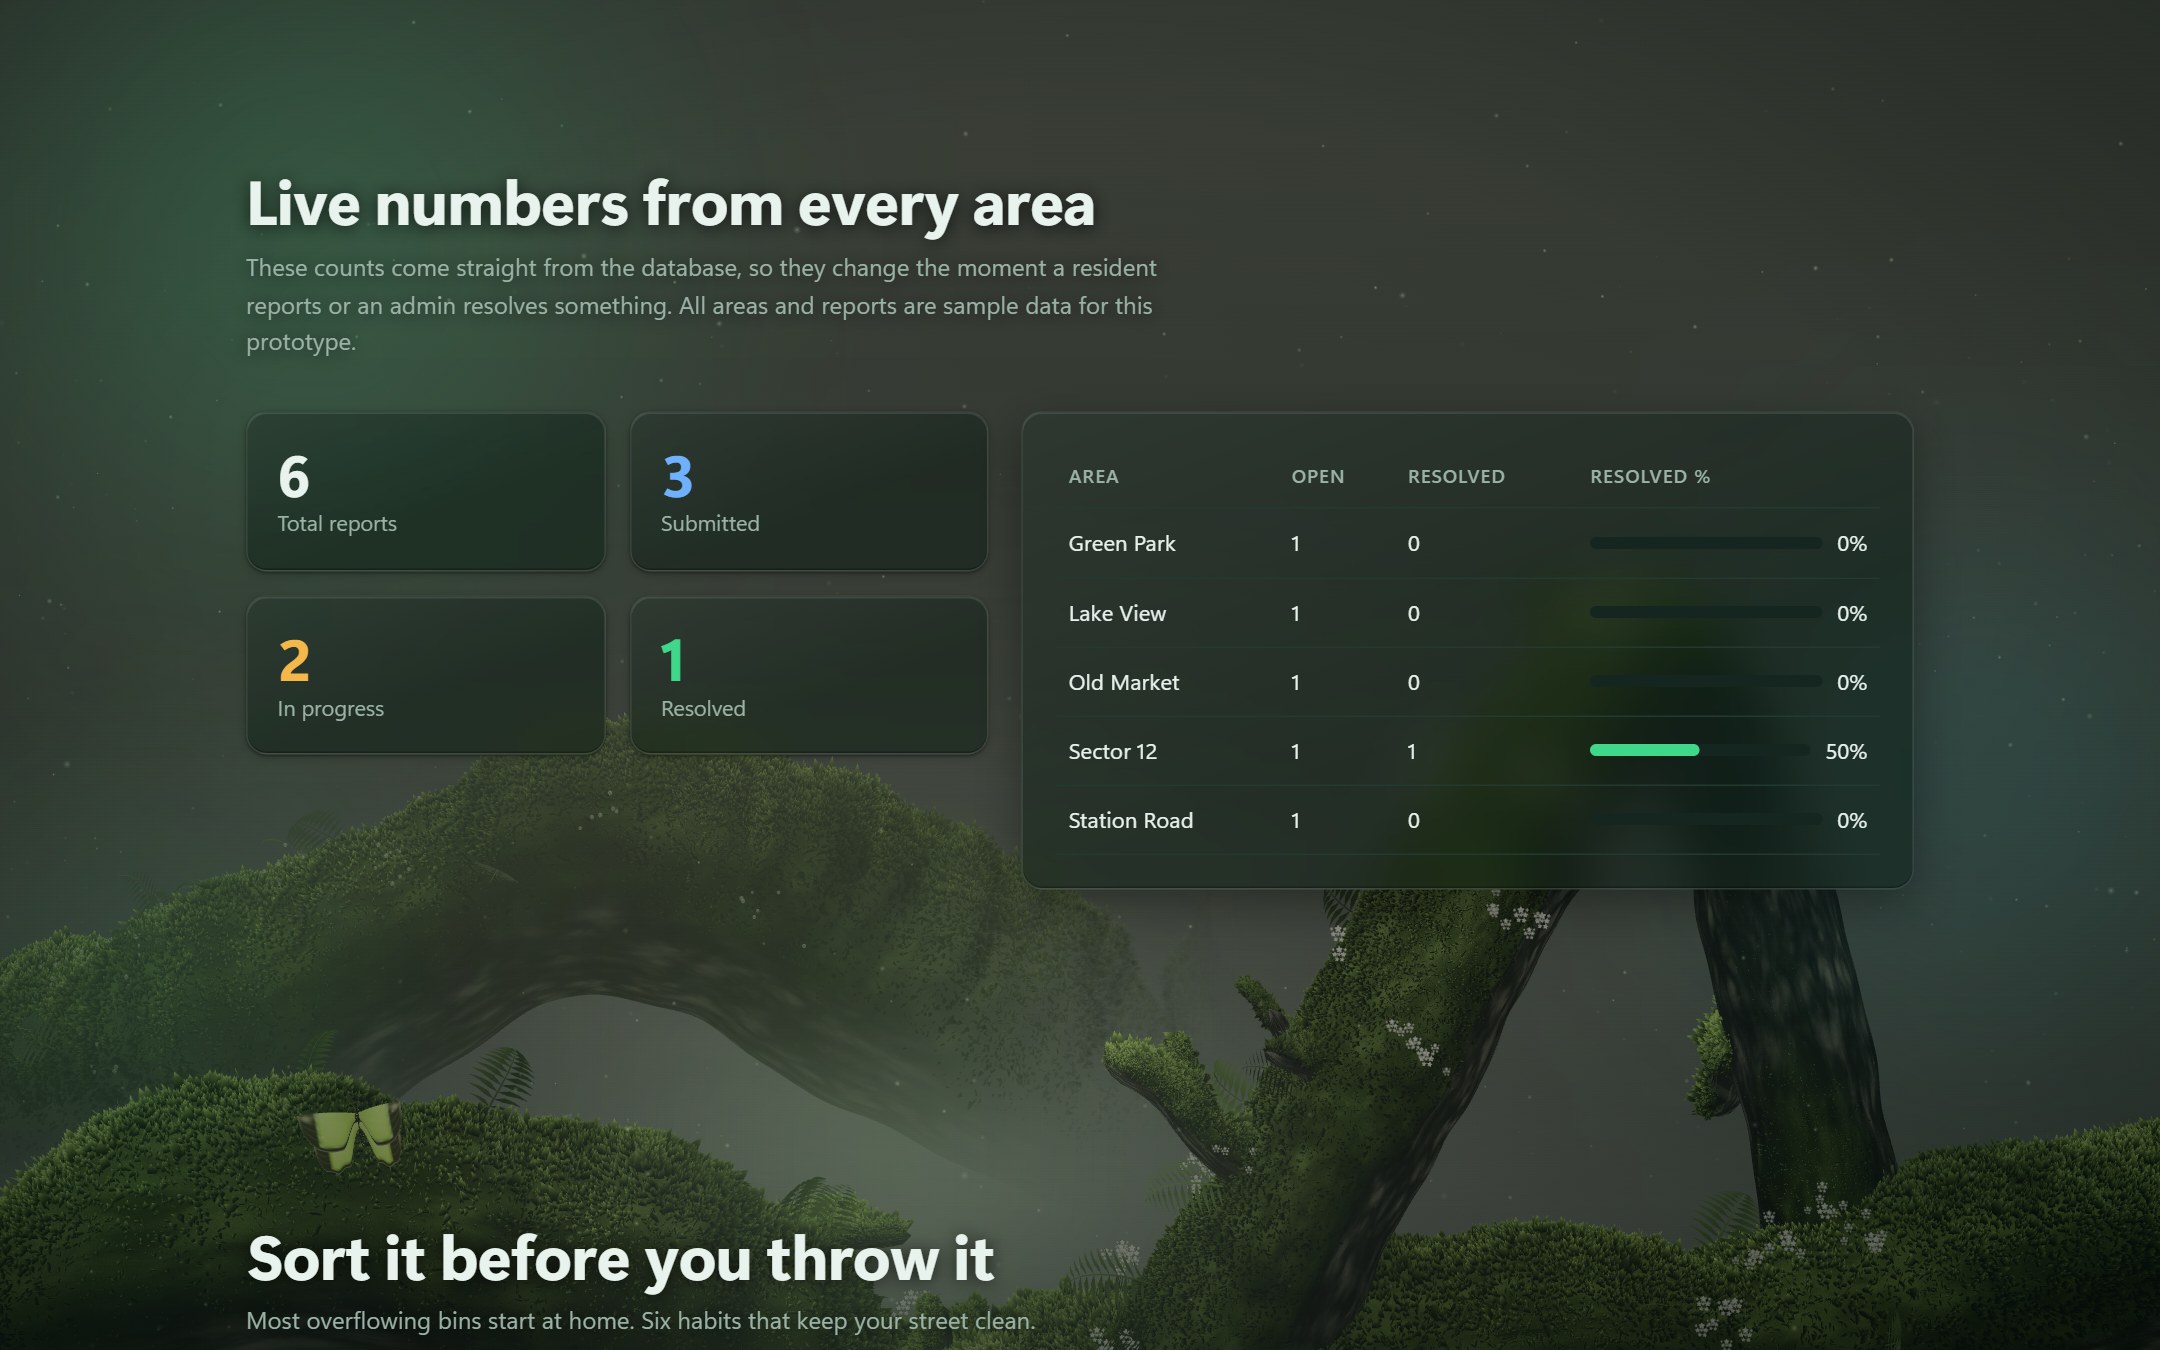 Live numbers from every area
These counts come straight from the database, so they change the moment a resident
reports or an admin resolves something. All areas and reports are sample data for this
prototype.
6
Total reports
3
Submitted
2
In progress
1
Resolved
AREA OPEN RESOLVED RESOLVED %
Green Park 1 0 0%
Lake View 1 0 0%
Old Market 1 0 0%
Sector 12 1 1 50%
Station Road 1 0 0%
Sort it before you throw it
Most overflowing bins start at home. Six habits that keep your street clean.